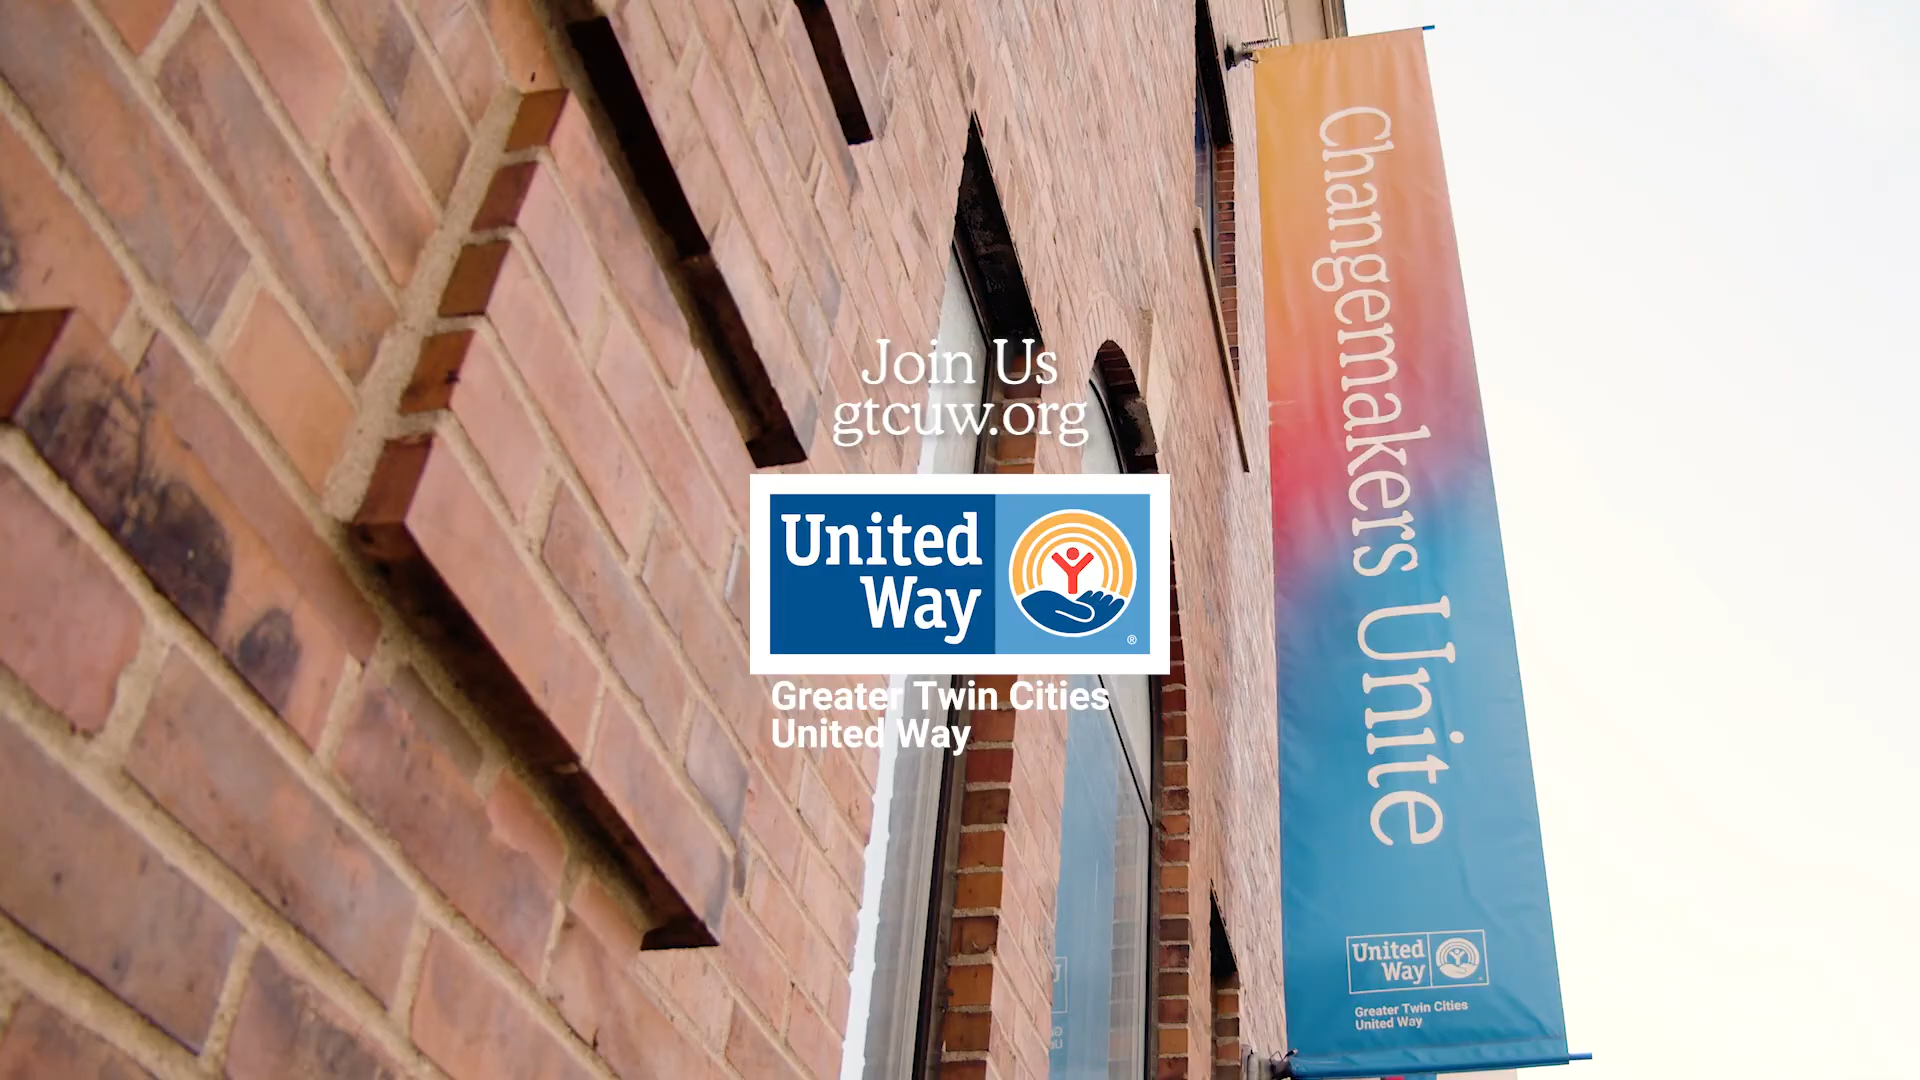 Join Us
gtcuw.org
United
Way
®
Greater Twin Cities
United Way
Changemakers Unite
United
Way
Greater Twin Cities
United Way